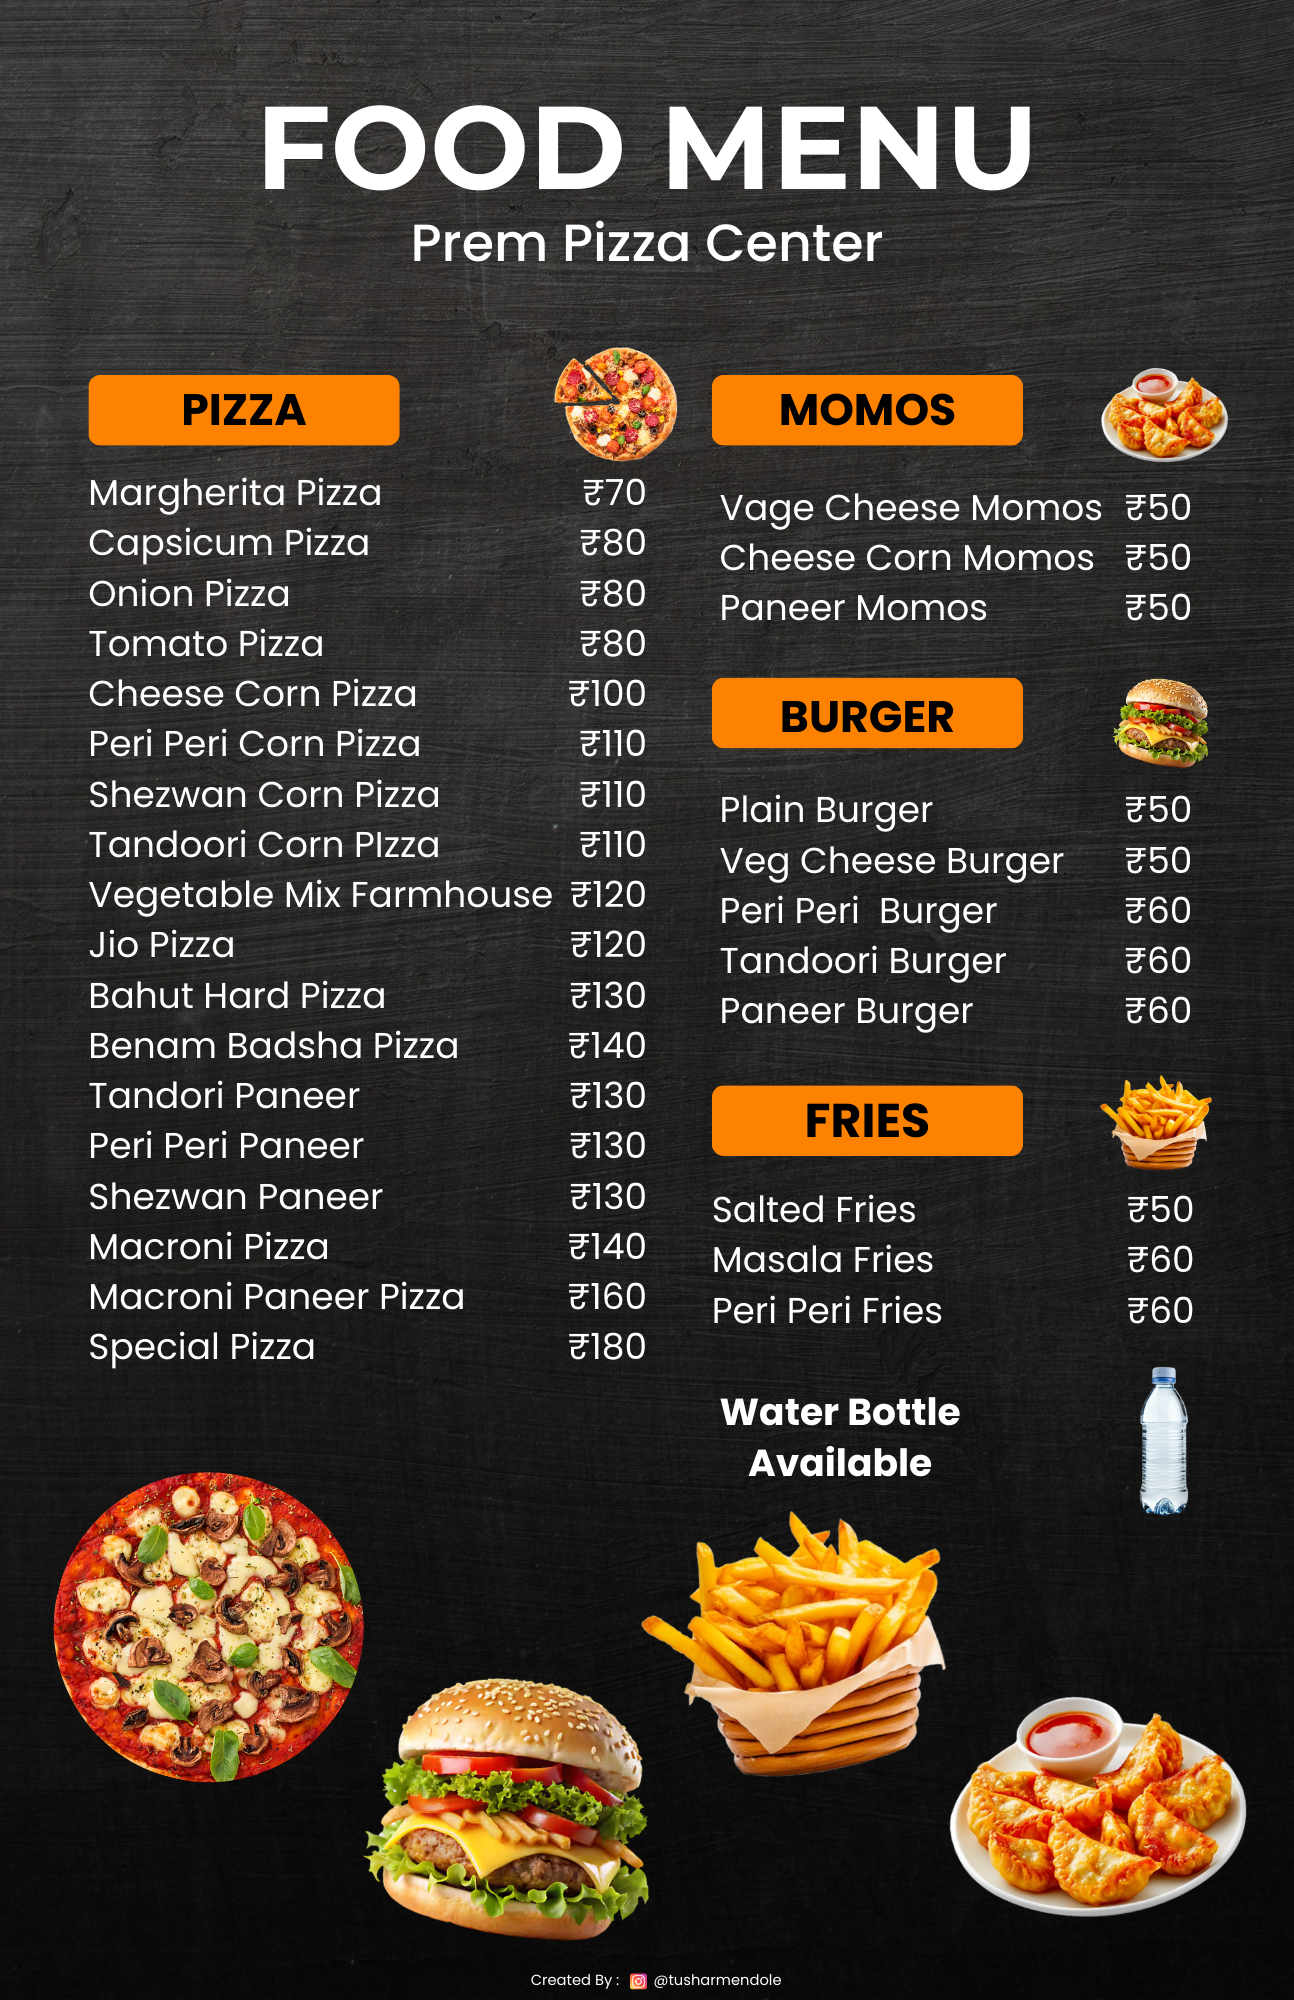 FOOD MENU
Prem Pizza Center
PIZZA
Margherita Pizza ₹70
Capsicum Pizza ₹80
Onion Pizza ₹80
Tomato Pizza ₹80
Cheese Corn Pizza ₹100
Peri Peri Corn Pizza ₹110
Shezwan Corn Pizza ₹110
Tandoori Corn PIzza ₹110
Vegetable Mix Farmhouse ₹120
Jio Pizza ₹120
Bahut Hard Pizza ₹130
Benam Badsha Pizza ₹140
Tandori Paneer ₹130
Peri Peri Paneer ₹130
Shezwan Paneer ₹130
Macroni Pizza ₹140
Macroni Paneer Pizza ₹160
Special Pizza ₹180
MOMOS
Vage Cheese Momos ₹50
Cheese Corn Momos ₹50
Paneer Momos ₹50
BURGER
Plain Burger ₹50
Veg Cheese Burger ₹50
Peri Peri  Burger ₹60
Tandoori Burger ₹60
Paneer Burger ₹60
FRIES
Salted Fries ₹50
Masala Fries ₹60
Peri Peri Fries ₹60
Water Bottle
Available
Created By : @tusharmendole